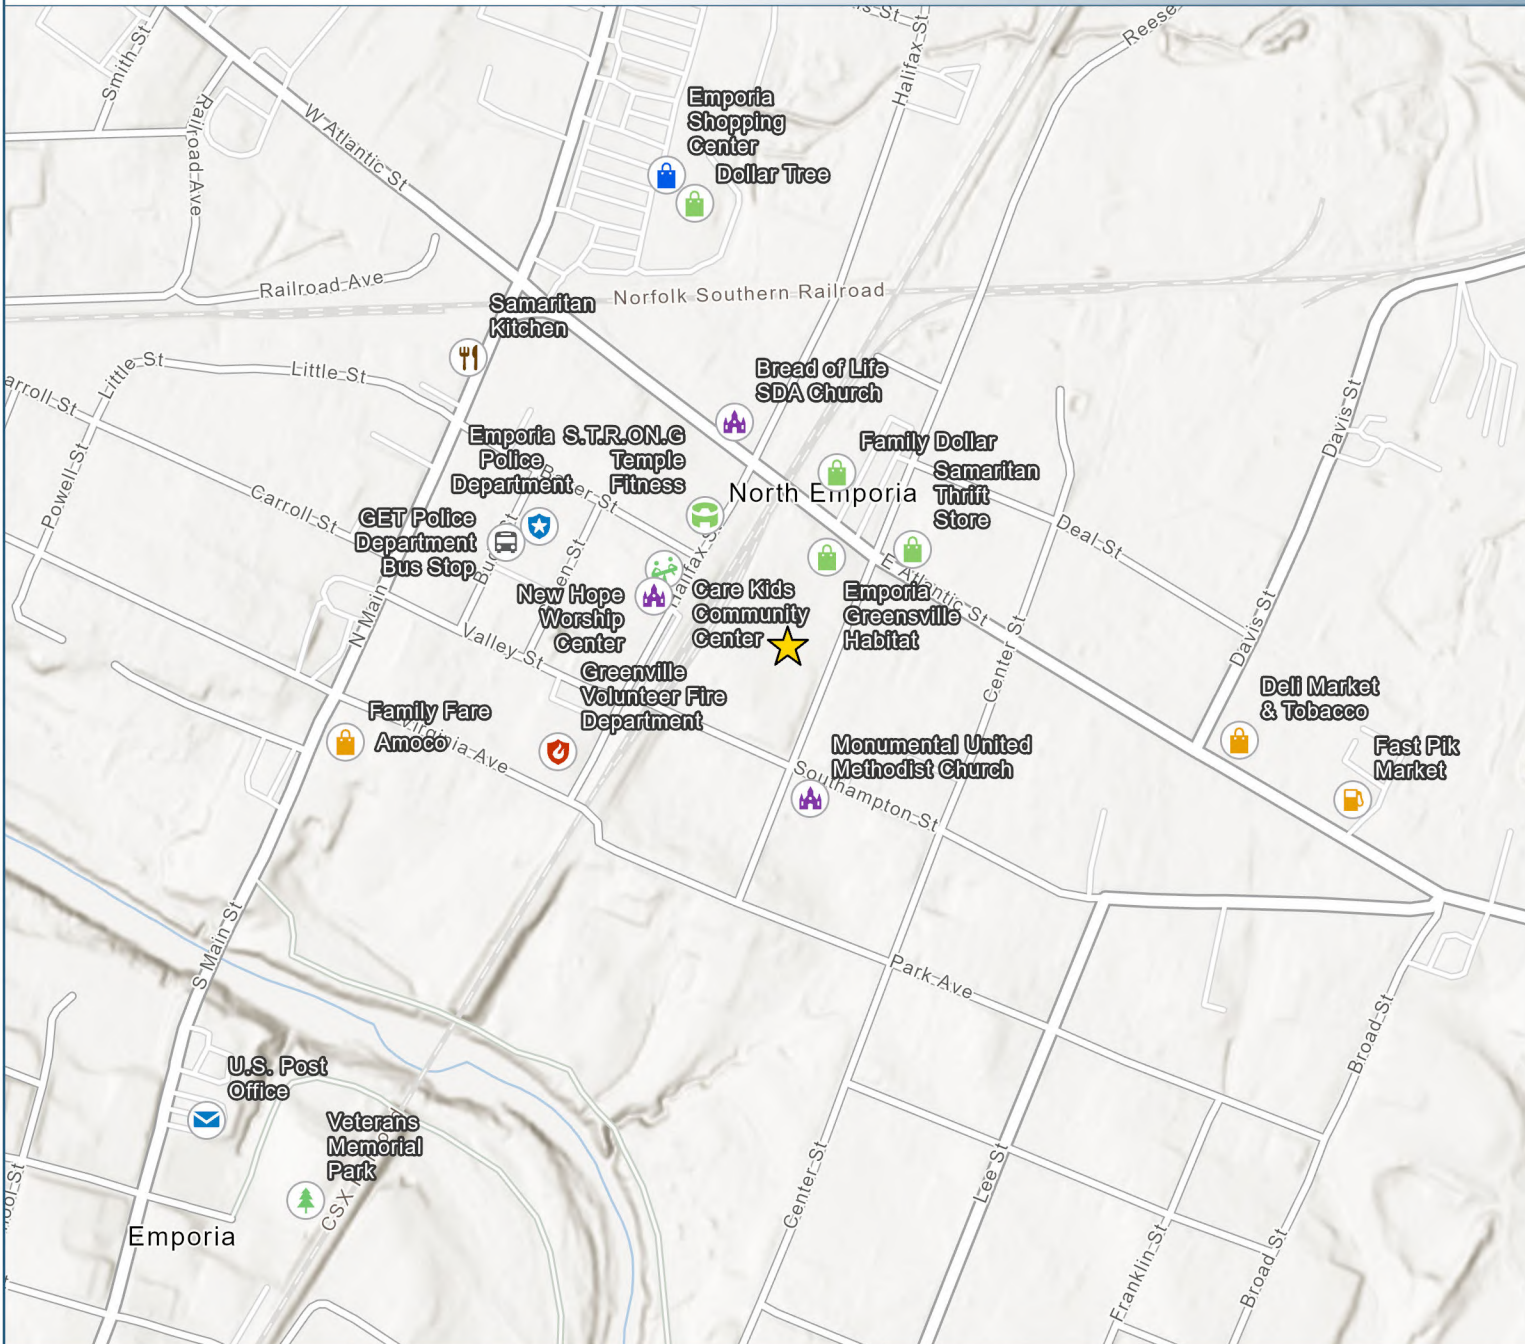 Smith St
Railroad Ave
W Atlantic St
Halifax St
Reese
Emporia
Shopping
Center
Dollar Tree
Railroad Ave
Norfolk Southern Railroad
Samaritan
Kitchen
Little St
Little St
arroll St
Bread of Life
SDA Church
Davis St
Emporia
Police
Department
S.T.R.ON.G
Temple
Fitness
Family Dollar
North Emporia
Samaritan
Thrift
Store
Powell St
Carroll St
GET Police
Department
Bus Stop
Deal St
E Atlantic St
New Hope
Worship
Center
Halifax S
Care Kids
Community
Center
Emporia
Greensville
Habitat
N Main
Valley St
Center St
Davis St
Greenville
Volunteer Fire
Department
Family Fare
Amoco
Virginia Ave
Deli Market
& Tobacco
Monumental United
Methodist Church
Fast Pik
Market
Southampton St
S Main St
Park Ave
Broad St
U.S. Post
Office
Veterans
Memorial
Park
CSX
Emporia
Center St
Lee St
Franklin St
Broad St